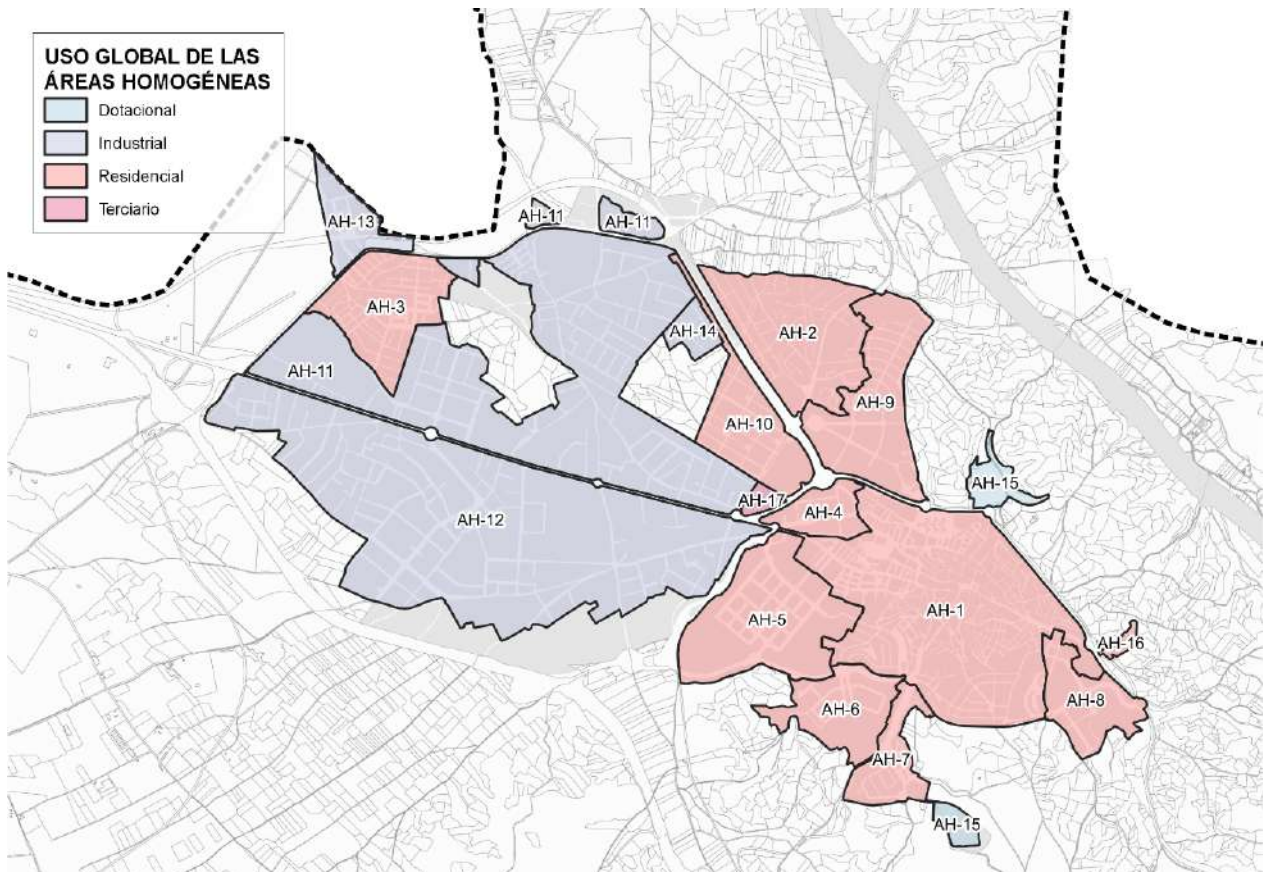 USO GLOBAL DE LAS
ÁREAS HOMOGÉNEAS
Dotacional
Industrial
Residencial
Terciario
AH-13
AH-11
AH-11
AH-3
AH-14
AH-2
AH-11
AH-9
AH-10
AH-15
AH-17
AH-4
AH-12
AH-1
AH-5
AH-16
AH-8
AH-6
AH-7
AH-15